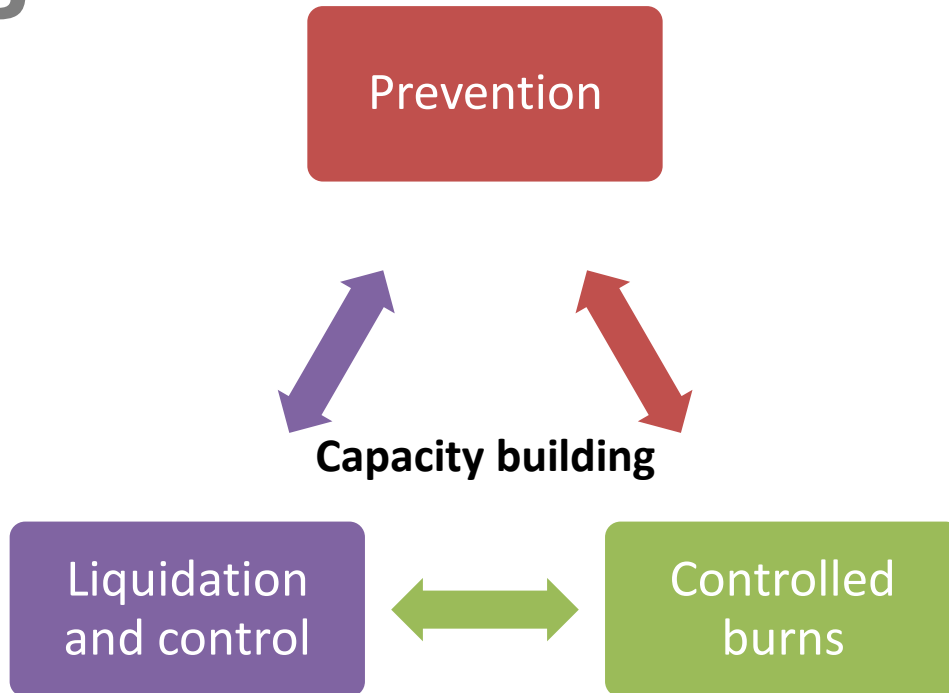 Prevention
Capacity building
Liquidation
and control
Controlled
burns